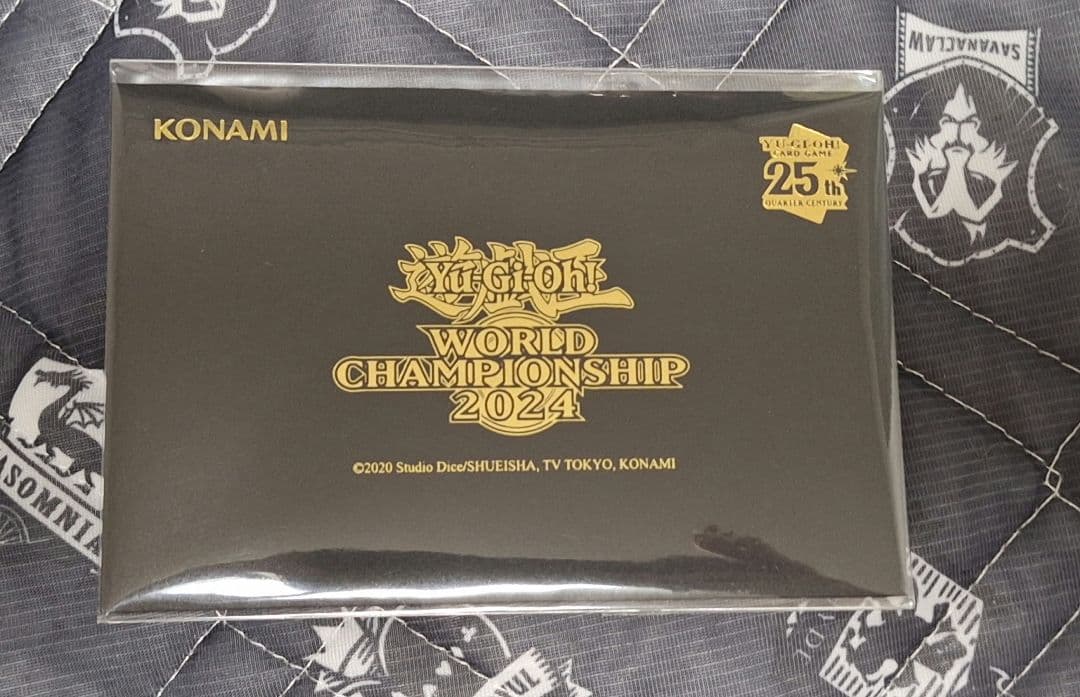 SAVANACLAW
KONAMI
YU-GI-OH!
CARD GAME
25th
QUARTER CENTURY
遊戯王
Yu-Gi-Oh!
WORLD
CHAMPIONSHIP
2024
©2020 Studio Dice/SHUEISHA, TV TOKYO, KONAMI